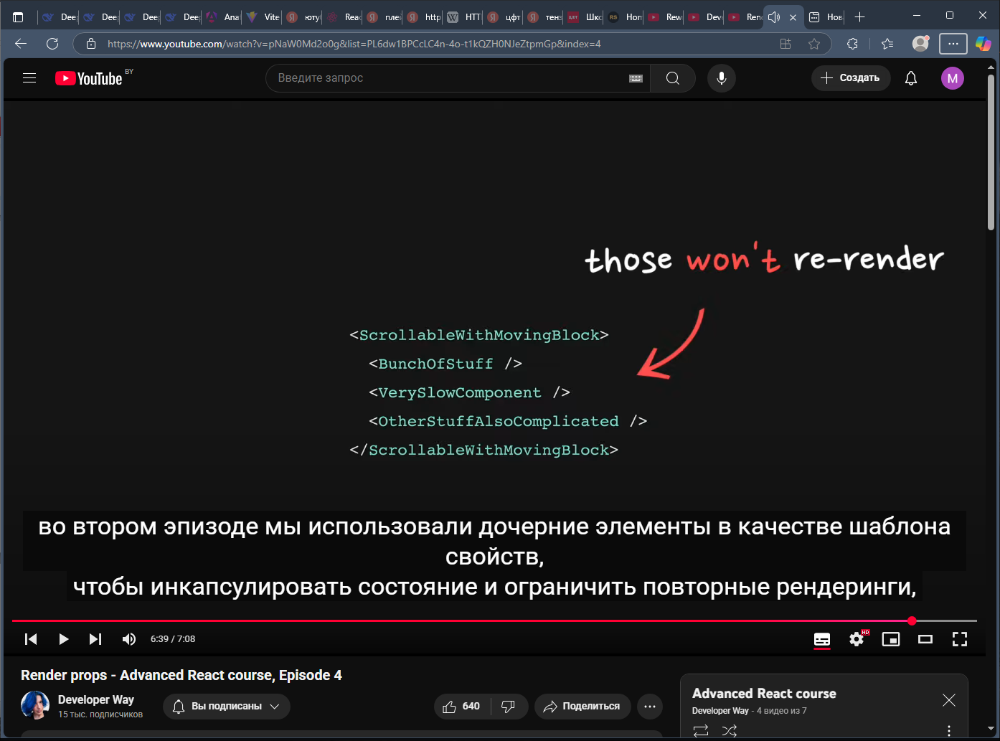 Dee
Dee
Dee
Dee
Ana
Vite
юту
Reac
пле
http
НТТ
цфт
тенз
Шко
Hom
Rew
Dev
Ren
Нов
https://www.youtube.com/watch?v=pNaW0Md2o0g&list=PL6dw1BPCcLC4n-4o-t1kQZH0NJeZtpmGp&index=4
YouTube BY
Введите запрос
Создать
M
those won't re-render
<ScrollableWithMovingBlock>
<BunchOfStuff />
<VerySlowComponent />
<OtherStuffAlsoComplicated />
</ScrollableWithMovingBlock>
во втором эпизоде мы использовали дочерние элементы в качестве шаблона
свойств,
чтобы инкапсулировать состояние и ограничить повторные рендеринги,
6:39 / 7:08
HD
Render props - Advanced React course, Episode 4
Developer Way
15 тыс. подписчиков
Вы подписаны
640
Поделиться
Advanced React course
Developer Way - 4 видео из 7